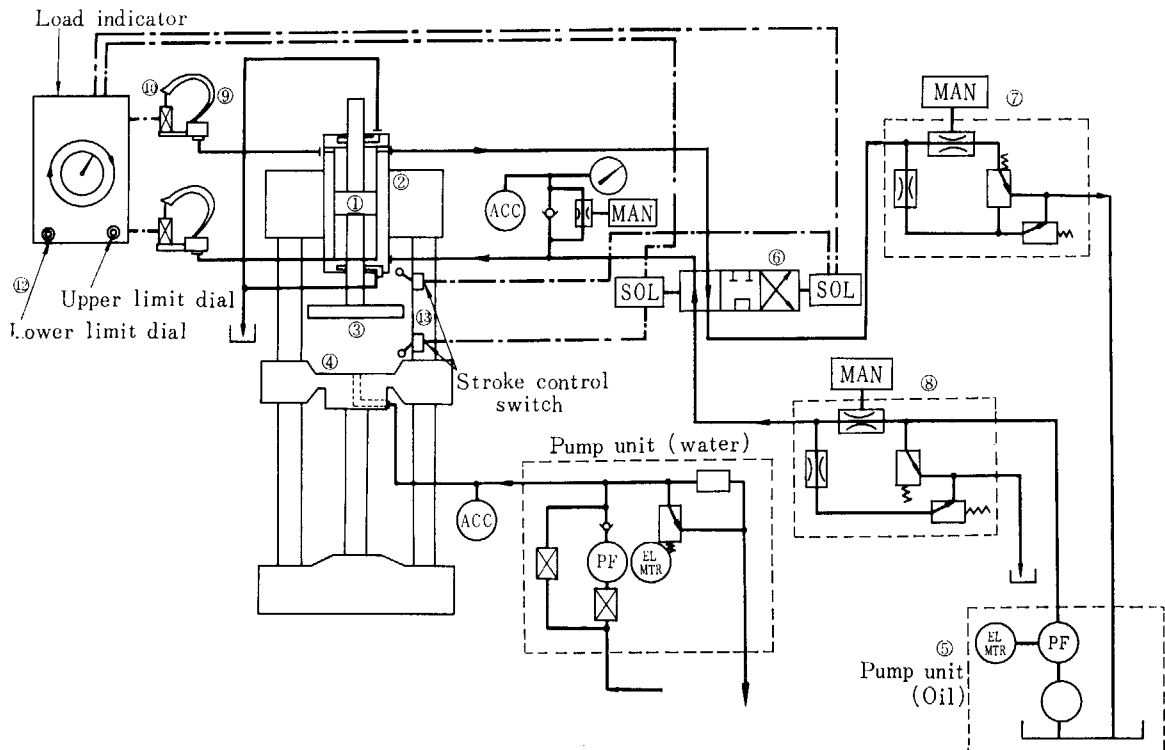 Load indicator
⑩
⑨
MAN
⑦
②
①
ACC
MAN
⑥
SOL
SOL
⑫
Upper limit dial
Lower limit dial
③
⑬
④
Stroke control
switch
MAN
⑧
Pump unit (water)
ACC
PF
EL
MTR
⑤
EL
MTR
PF
Pump unit
(Oil)